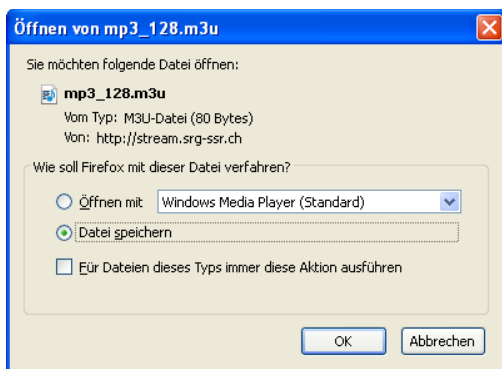 Öffnen von mp3_128.m3u
Sie möchten folgende Datei öffnen:
mp3_128.m3u
Vom Typ: M3U-Datei (80 Bytes)
Von: http://stream.srg-ssr.ch
Wie soll Firefox mit dieser Datei verfahren?
Öffnen mit Windows Media Player (Standard)
Datei speichern
Für Dateien dieses Typs immer diese Aktion ausführen
OK Abbrechen